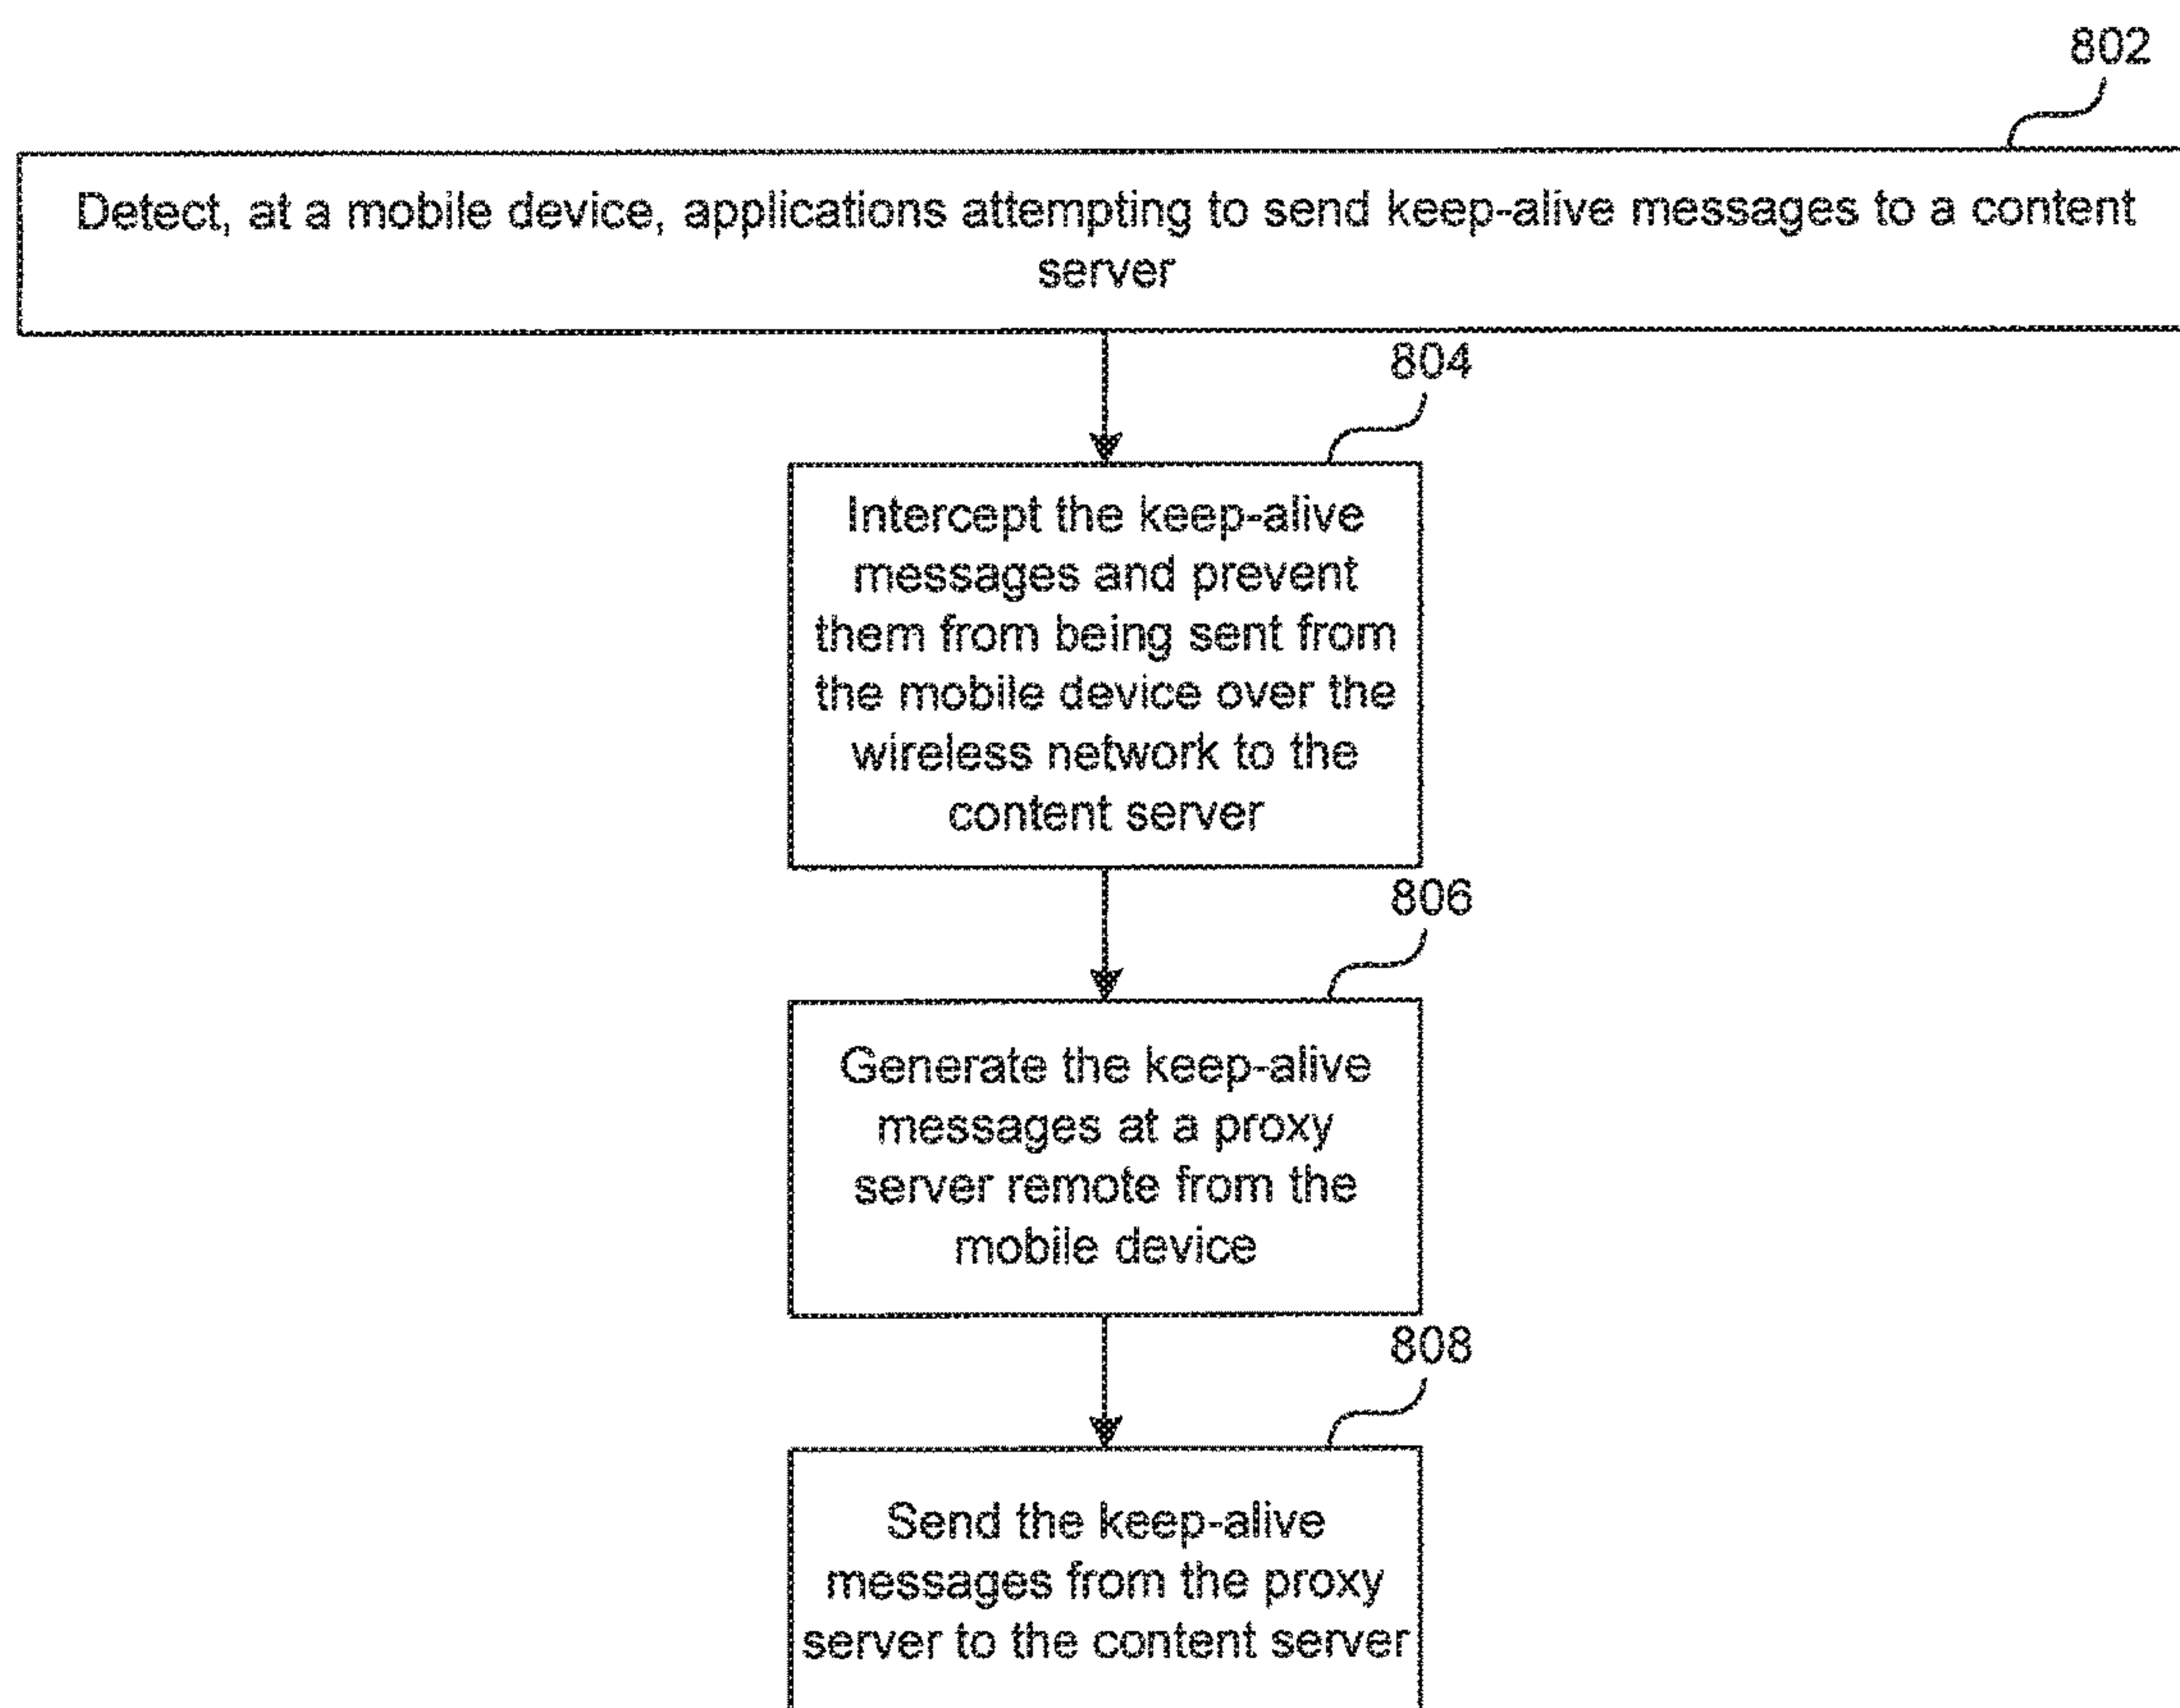 802
Detect, at a mobile device, applications attempting to send keep-alive messages to a content
server
804
Intercept the keep-alive
messages and prevent
them from being sent from
the mobile device over the
wireless network to the
content server
806
Generate the keep-alive
messages at a proxy
server remote from the
mobile device
808
Send the keep-alive
messages from the proxy
server to the content server